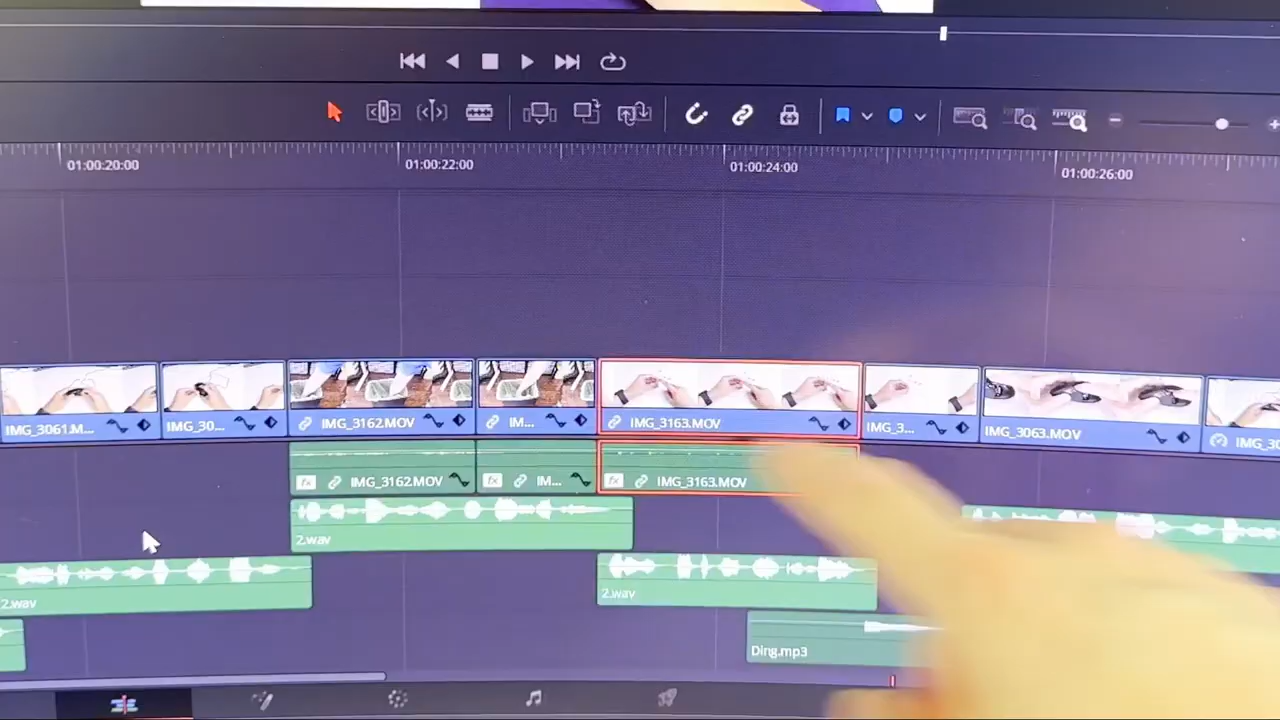 01:00:20:00 01:00:22:00 01:00:24:00 01:00:26:00
IMG_3061.M... IMG_30... IMG_3162.MOV IM... IMG_3163.MOV IMG_3... IMG_3063.MOV IMG_30
fx IMG_3162.MOV fx IM... fx IMG_3163.MOV
2.wav
2.wav 2.wav
Ding.mp3